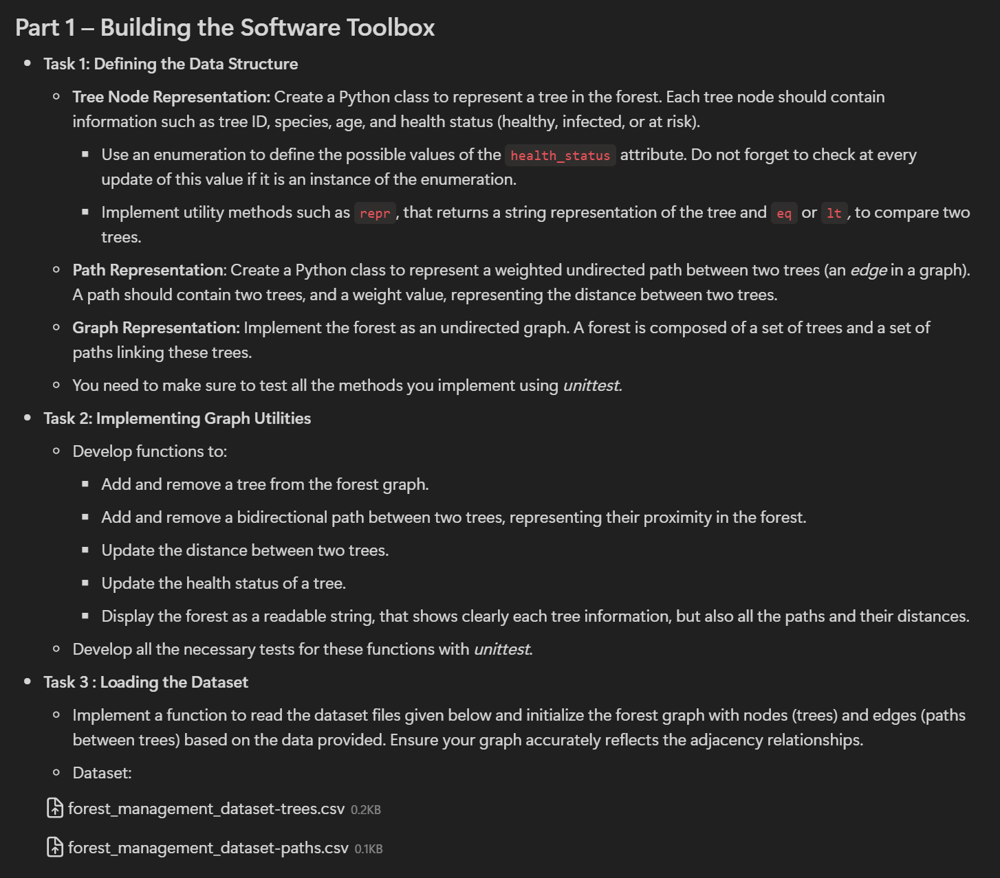 Part 1 – Building the Software Toolbox
Task 1: Defining the Data Structure
Tree Node Representation: Create a Python class to represent a tree in the forest. Each tree node should contain
information such as tree ID, species, age, and health status (healthy, infected, or at risk).
Use an enumeration to define the possible values of the health_status attribute. Do not forget to check at every
update of this value if it is an instance of the enumeration.
Implement utility methods such as repr, that returns a string representation of the tree and eq or lt, to compare two
trees.
Path Representation: Create a Python class to represent a weighted undirected path between two trees (an edge in a graph).
A path should contain two trees, and a weight value, representing the distance between two trees.
Graph Representation: Implement the forest as an undirected graph. A forest is composed of a set of trees and a set of
paths linking these trees.
You need to make sure to test all the methods you implement using unittest.
Task 2: Implementing Graph Utilities
Develop functions to:
Add and remove a tree from the forest graph.
Add and remove a bidirectional path between two trees, representing their proximity in the forest.
Update the distance between two trees.
Update the health status of a tree.
Display the forest as a readable string, that shows clearly each tree information, but also all the paths and their distances.
Develop all the necessary tests for these functions with unittest.
Task 3 : Loading the Dataset
Implement a function to read the dataset files given below and initialize the forest graph with nodes (trees) and edges (paths
between trees) based on the data provided. Ensure your graph accurately reflects the adjacency relationships.
Dataset:
forest_management_dataset-trees.csv 0.2KB
forest_management_dataset-paths.csv 0.1KB